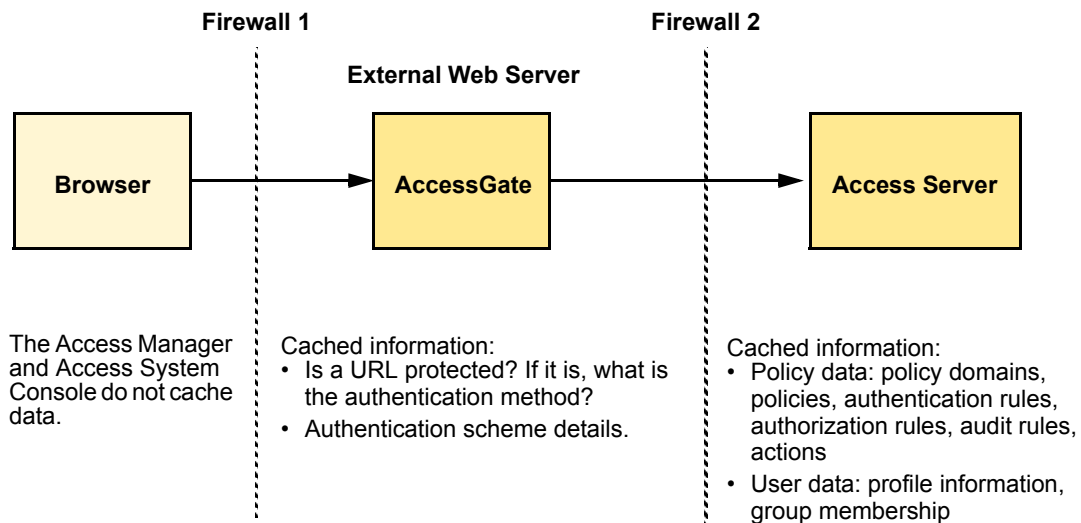 Firewall 1
Firewall 2
External Web Server
Browser
AccessGate
Access Server
The Access Manager
and Access System
Console do not cache
data.
Cached information:
• Is a URL protected? If it is, what is
the authentication method?
• Authentication scheme details.
Cached information:
• Policy data: policy domains,
policies, authentication rules,
authorization rules, audit rules,
actions
• User data: profile information,
group membership